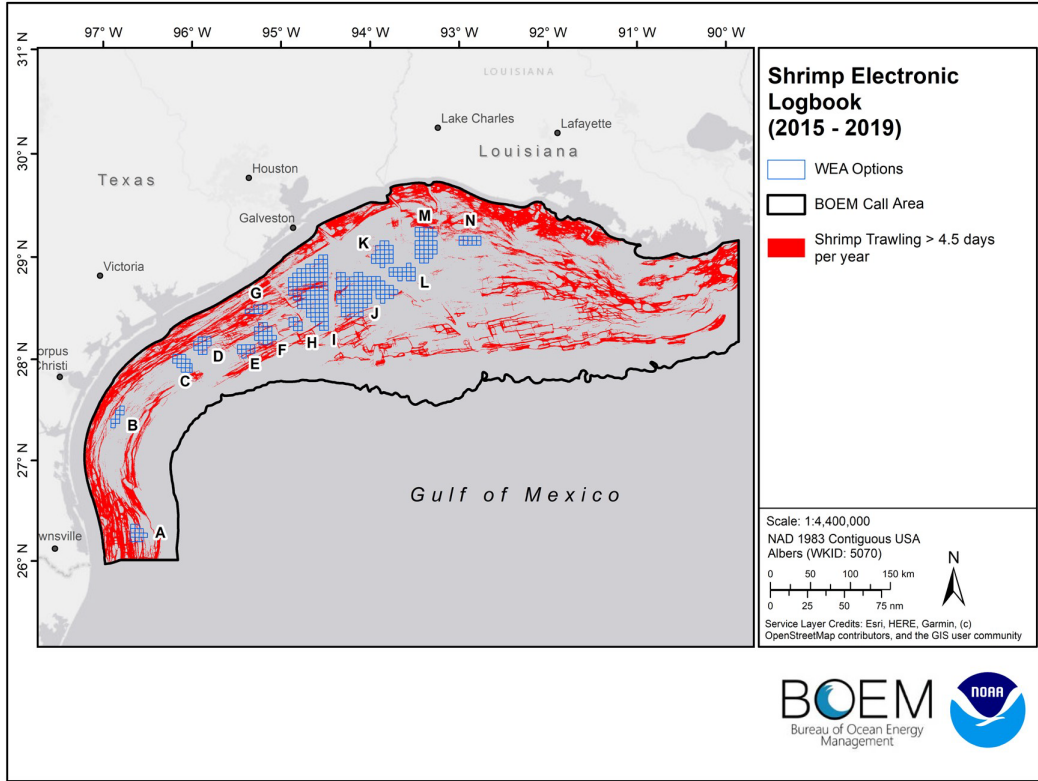 97° W 96° W 95° W 94° W 93° W 92° W 91° W 90° W
31° N
30° N
29° N
28° N
27° N
26° N
LOUISIANA
Lake Charles
Lafayette
Louisiana
Houston
Texas
Galveston
Victoria
orpus
Christi
wnsville
M
N
K
L
G
J
I
H
F
E
D
C
B
A
Gulf of Mexico
Shrimp Electronic
Logbook
(2015 - 2019)
WEA Options
BOEM Call Area
Shrimp Trawling > 4.5 days
per year
Scale: 1:4,400,000
NAD 1983 Contiguous USA
Albers (WKID: 5070)
0 50 100 150 km
0 25 50 75 nm
N
Service Layer Credits: Esri, HERE, Garmin, (c)
OpenStreetMap contributors, and the GIS user community
BOEM
Bureau of Ocean Energy
Management
NOAA